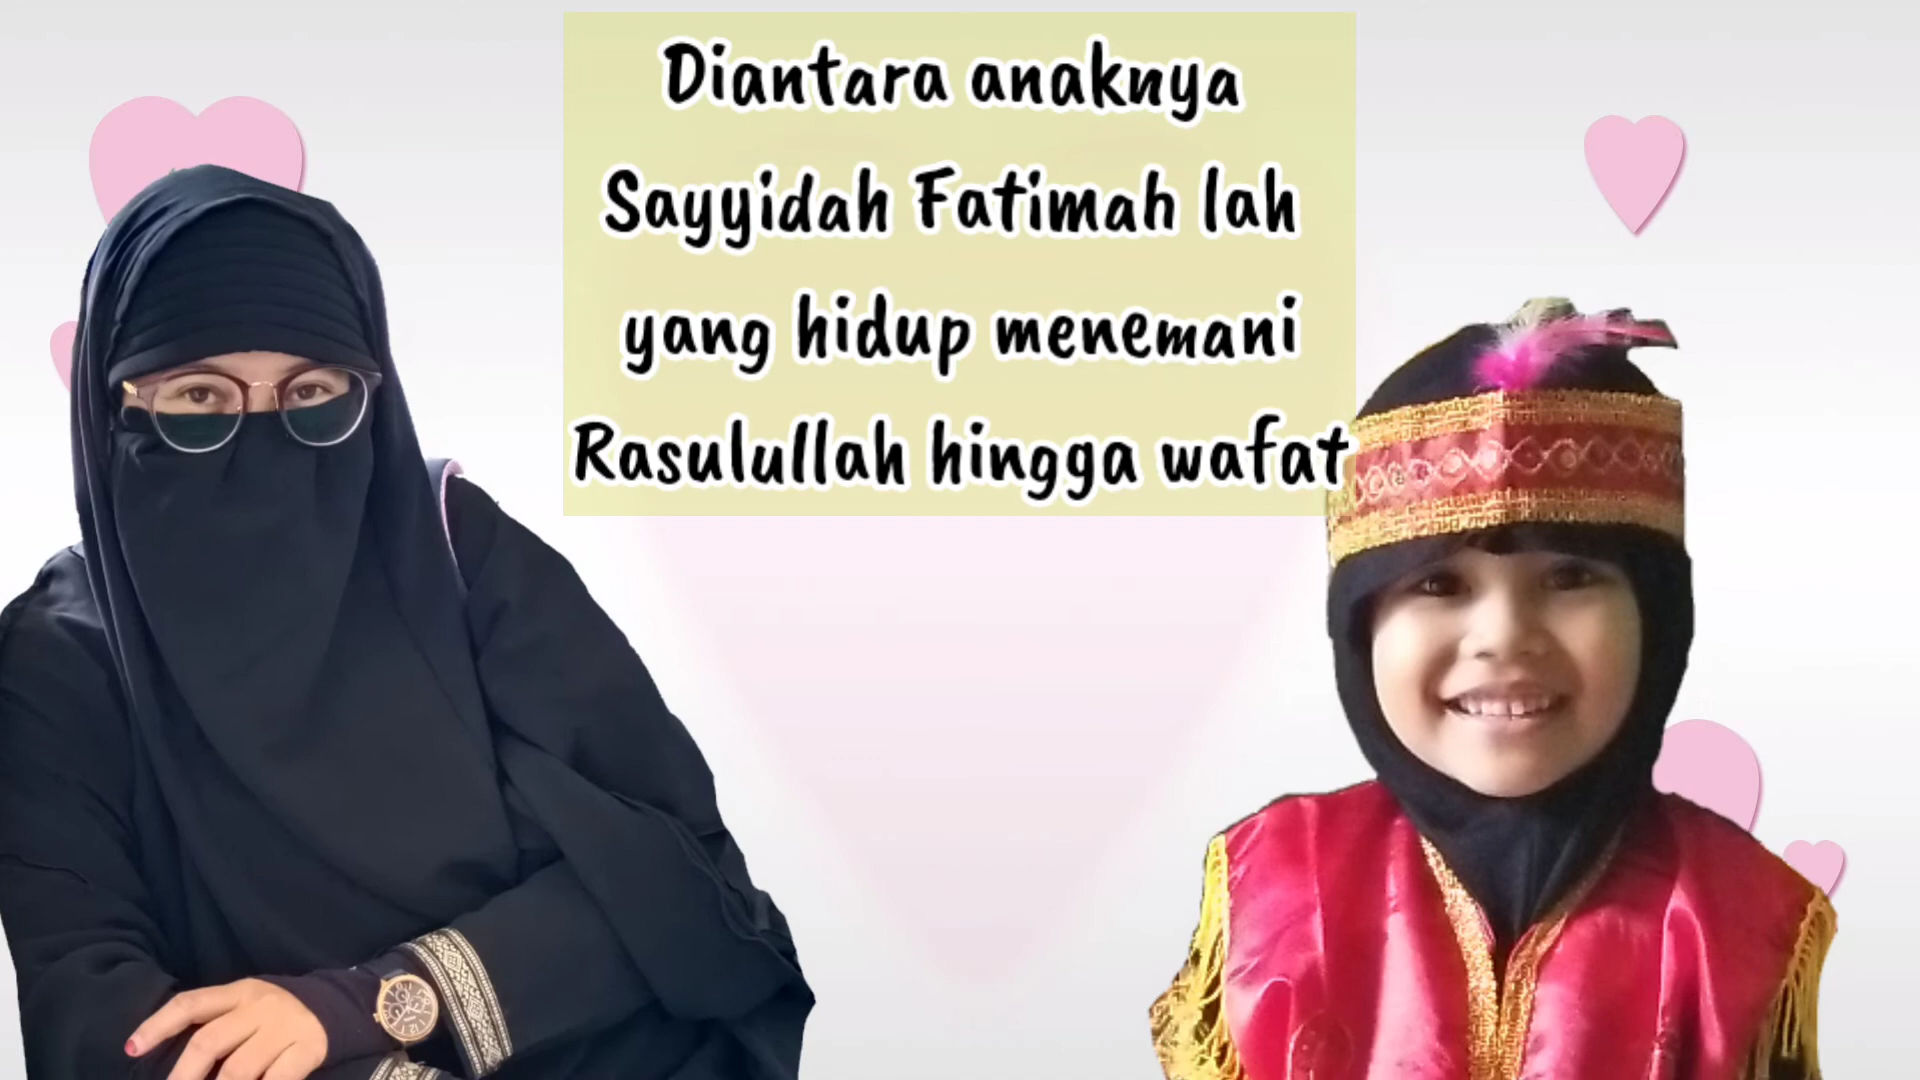 Diantara anaknya
Sayyidah Fatimah lah
yang hidup menemani
Rasulullah hingga wafat